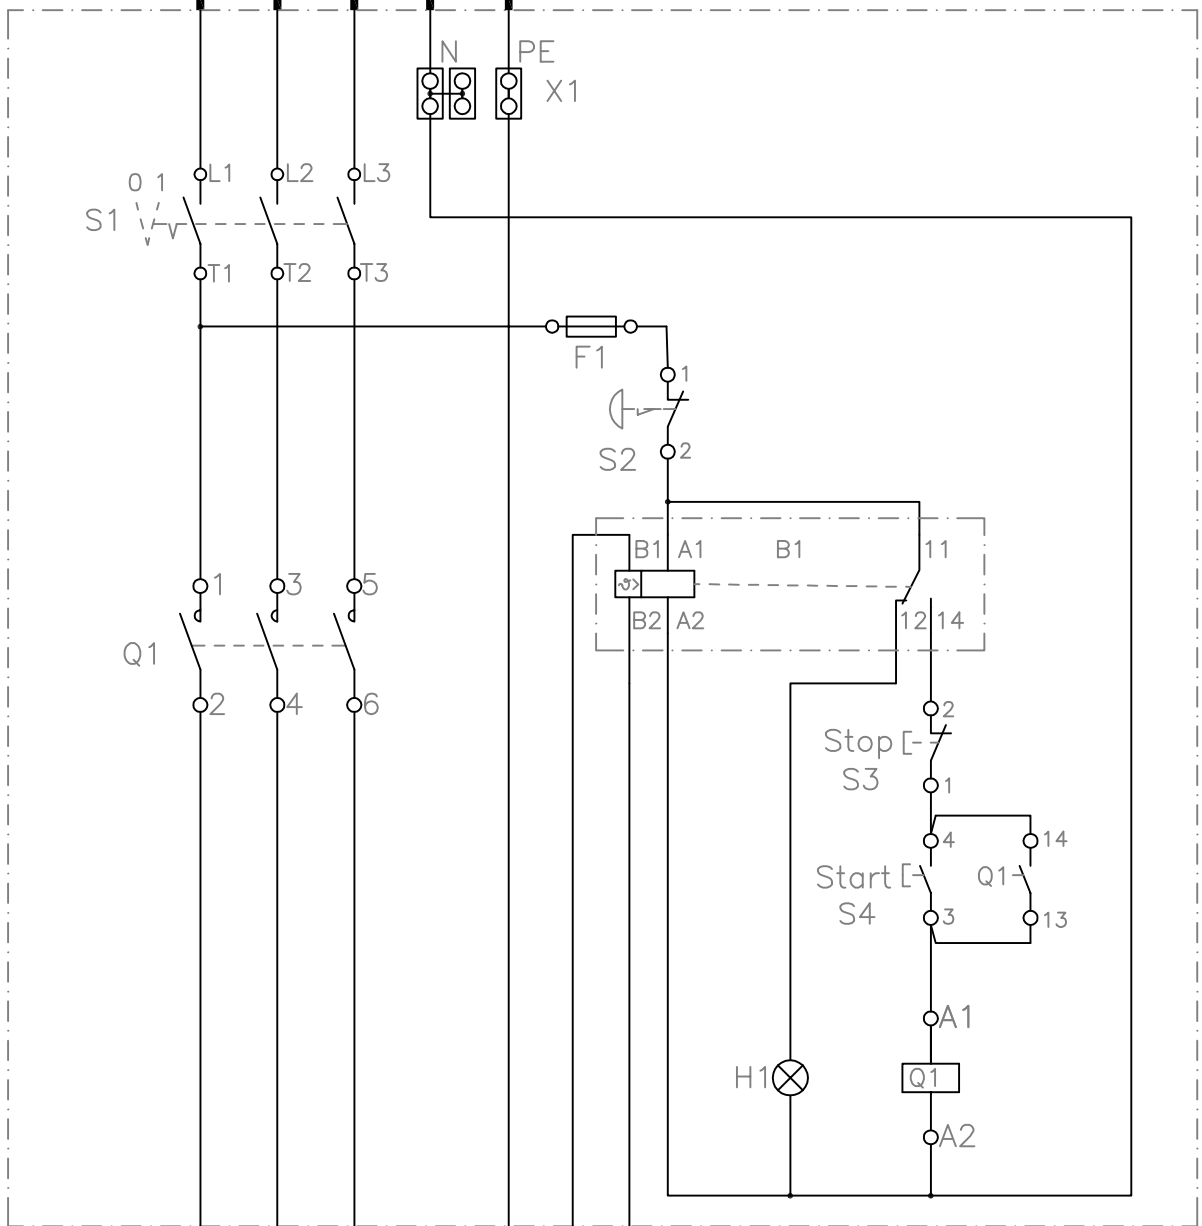 N PE
X1
L1 L2 L3
0 1
S1
T1 T2 T3
F1
1
S2 2
B1 A1 B1 11
ϑ>
B2 A2 12 14
1 3 5
Q1
2 4 6
2
Stop
S3 1
4 14
Start Q1
S4 3 13
A1
H1 Q1
A2